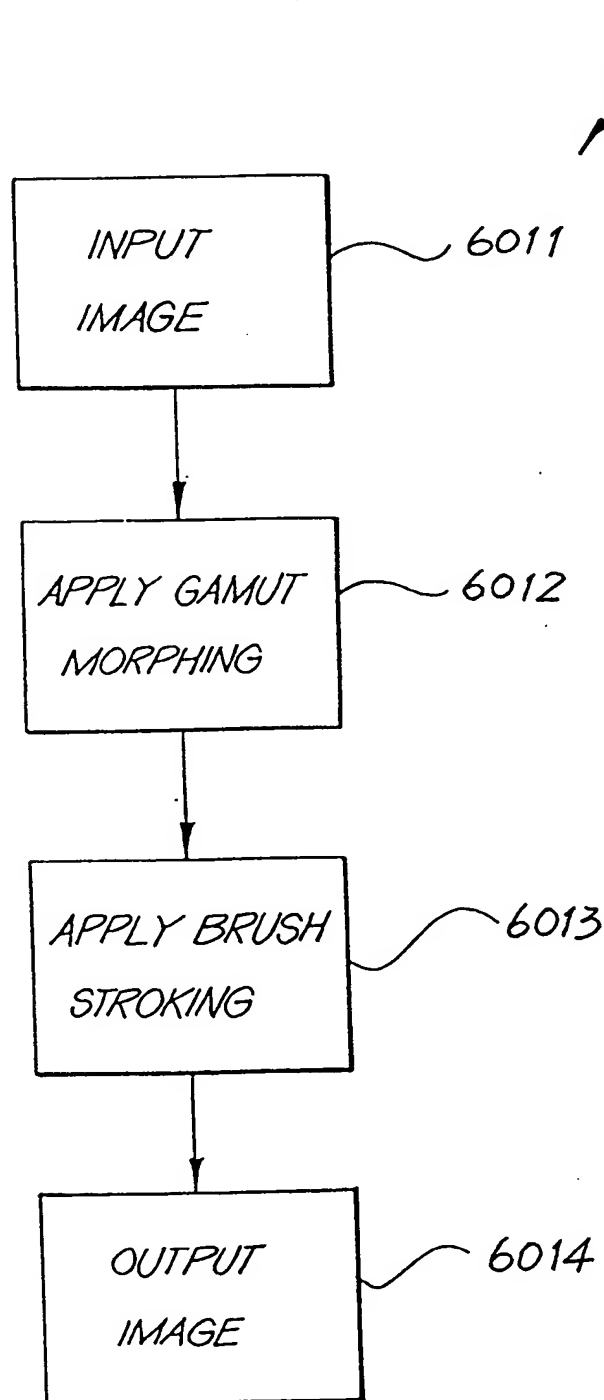 INPUT
IMAGE
6011
APPLY GAMUT
MORPHING
6012
APPLY BRUSH
STROKING
6013
OUTPUT
IMAGE
6014